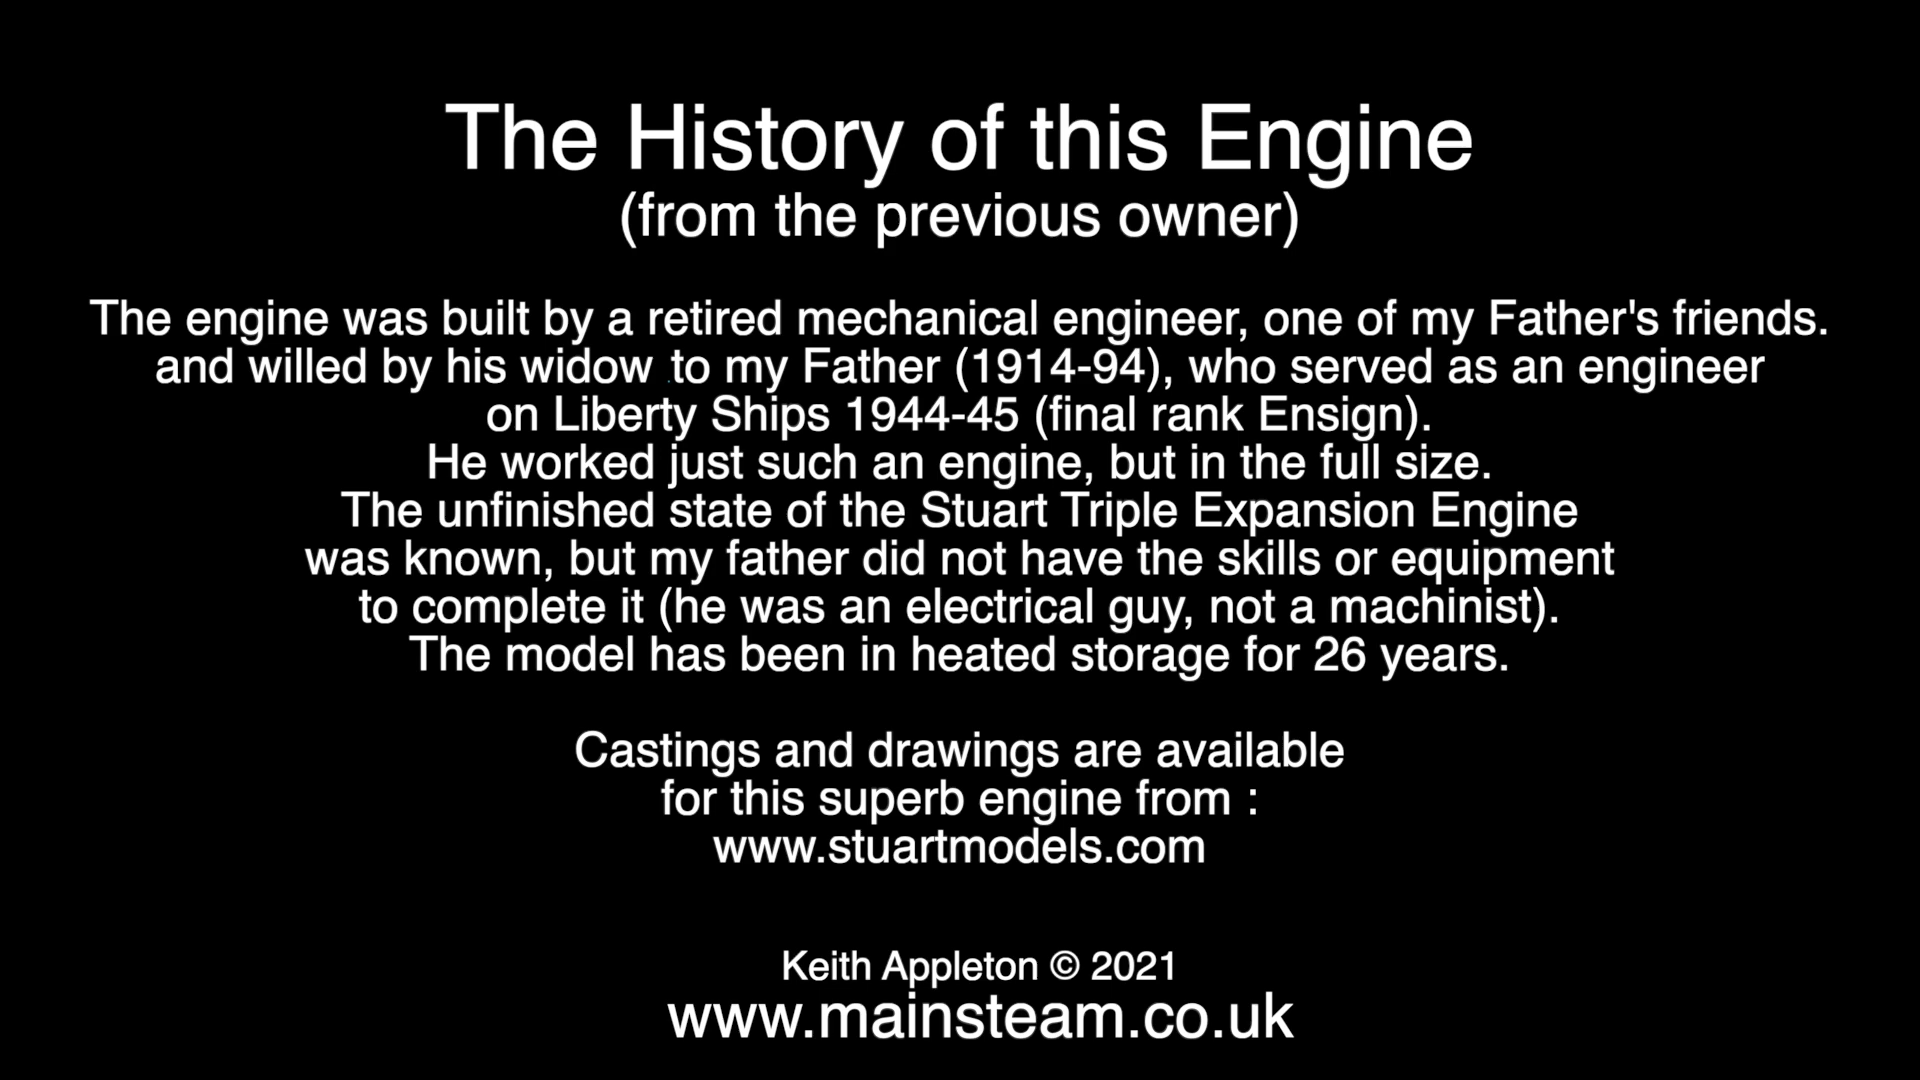 The History of this Engine
(from the previous owner)
The engine was built by a retired mechanical engineer, one of my Father's friends.
and willed by his widow to my Father (1914-94), who served as an engineer
on Liberty Ships 1944-45 (final rank Ensign).
He worked just such an engine, but in the full size.
The unfinished state of the Stuart Triple Expansion Engine
was known, but my father did not have the skills or equipment
to complete it (he was an electrical guy, not a machinist).
The model has been in heated storage for 26 years.
Castings and drawings are available
for this superb engine from :
www.stuartmodels.com
Keith Appleton © 2021
www.mainsteam.co.uk